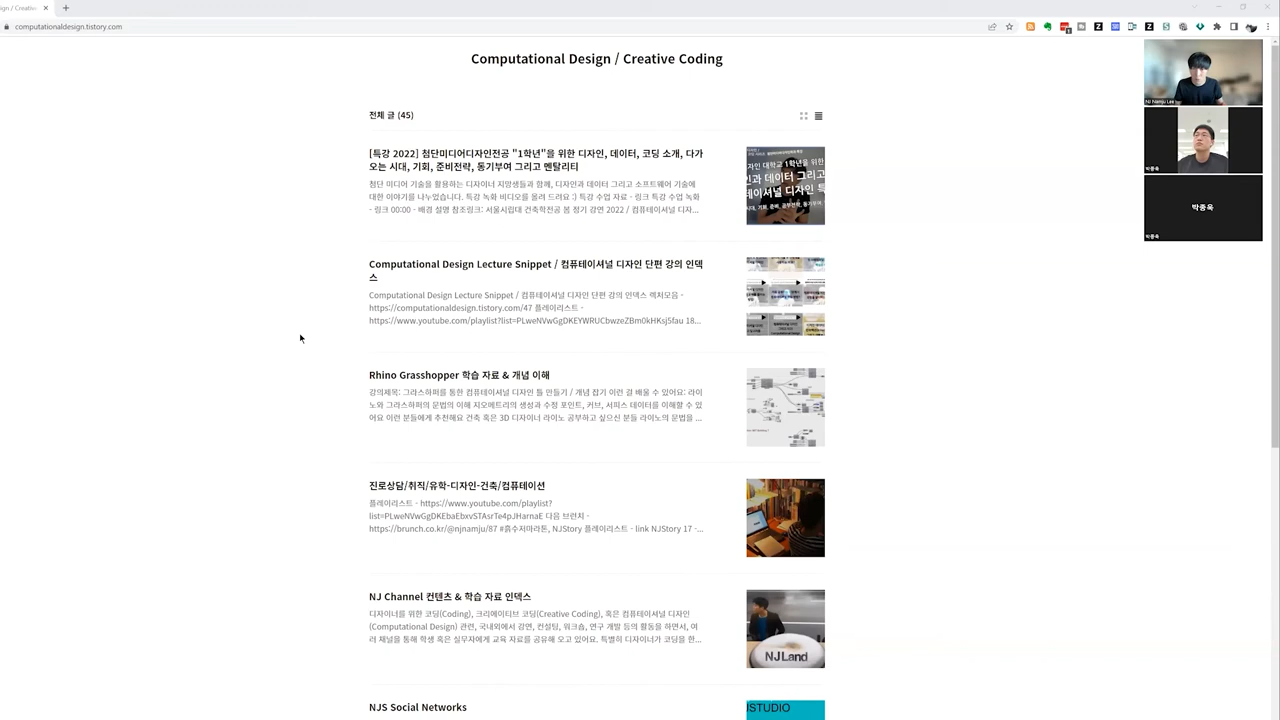 ign / Creative
computationaldesign.tistory.com
Computational Design / Creative Coding
전체 글 (45)
[특강 2022] 첨단미디어디자인전공 "1학년"을 위한 디자인, 데이터, 코딩 소개, 다가
오는 시대, 기회, 준비전략, 동기부여 그리고 멘탈리티
첨단 미디어 기술을 활용하는 디자이너 지망생들과 함께, 디자인과 데이터 그리고 소프트웨어 기술에
대한 이야기를 나누었습니다. 특강 녹화 비디오를 올려 드려요 :) 특강 수업 자료 - 링크 특강 수업 녹화
- 링크 00:00 - 배경 설명 참조링크: 서울시립대 건축학전공 봄 정기 강연 2022 / 컴퓨테이셔널 디자...
Computational Design Lecture Snippet / 컴퓨테이셔널 디자인 단편 강의 인덱
스
Computational Design Lecture Snippet / 컴퓨테이셔널 디자인 단편 강의 인덱스 렉처모음 -
https://computationaldesign.tistory.com/47 플레이리스트 -
https://www.youtube.com/playlist?list=PLweNVwGgDKEYWRUCbwzeZBm0kHKsj5fau 18...
Rhino Grasshopper 학습 자료 & 개념 이해
강의제목: 그라스하퍼를 통한 컴퓨테이셔널 디자인 툴 만들기 / 개념 잡기 이런 걸 배울 수 있어요: 라이
노와 그라스하퍼의 문법의 이해 지오메트리의 생성과 수정 포인트, 커브, 서피스 데이터를 이해할 수 있
어요 이런 분들에게 추천해요 건축 혹은 3D 디자이너 라이노 공부하고 싶으신 분들 라이노의 문법을 ...
진로상담/취직/유학-디자인-건축/컴퓨테이션
플레이리스트 - https://www.youtube.com/playlist?
list=PLweNVwGgDKEbaEbxvSTAsrTe4pJHarnaE 다음 브런치 -
https://brunch.co.kr/@njnamju/87 #흙수저마라톤, NJStory 플레이리스트 - link NJStory 17 -...
NJ Channel 컨텐츠 & 학습 자료 인덱스
디자이너를 위한 코딩(Coding), 크리에이티브 코딩(Creative Coding), 혹은 컴퓨테이셔널 디자인
(Computational Design) 관련, 국내외에서 강연, 컨설팅, 워크숍, 연구 개발 등의 활동을 하면서, 여
러 채널을 통해 학생 혹은 실무자에게 교육 자료를 공유해 오고 있어요. 특별히 디자이너가 코딩을 한...
NJLand
NJS Social Networks
JSTUDIO
NJ Namju Lee
박종욱
박종욱
박종욱